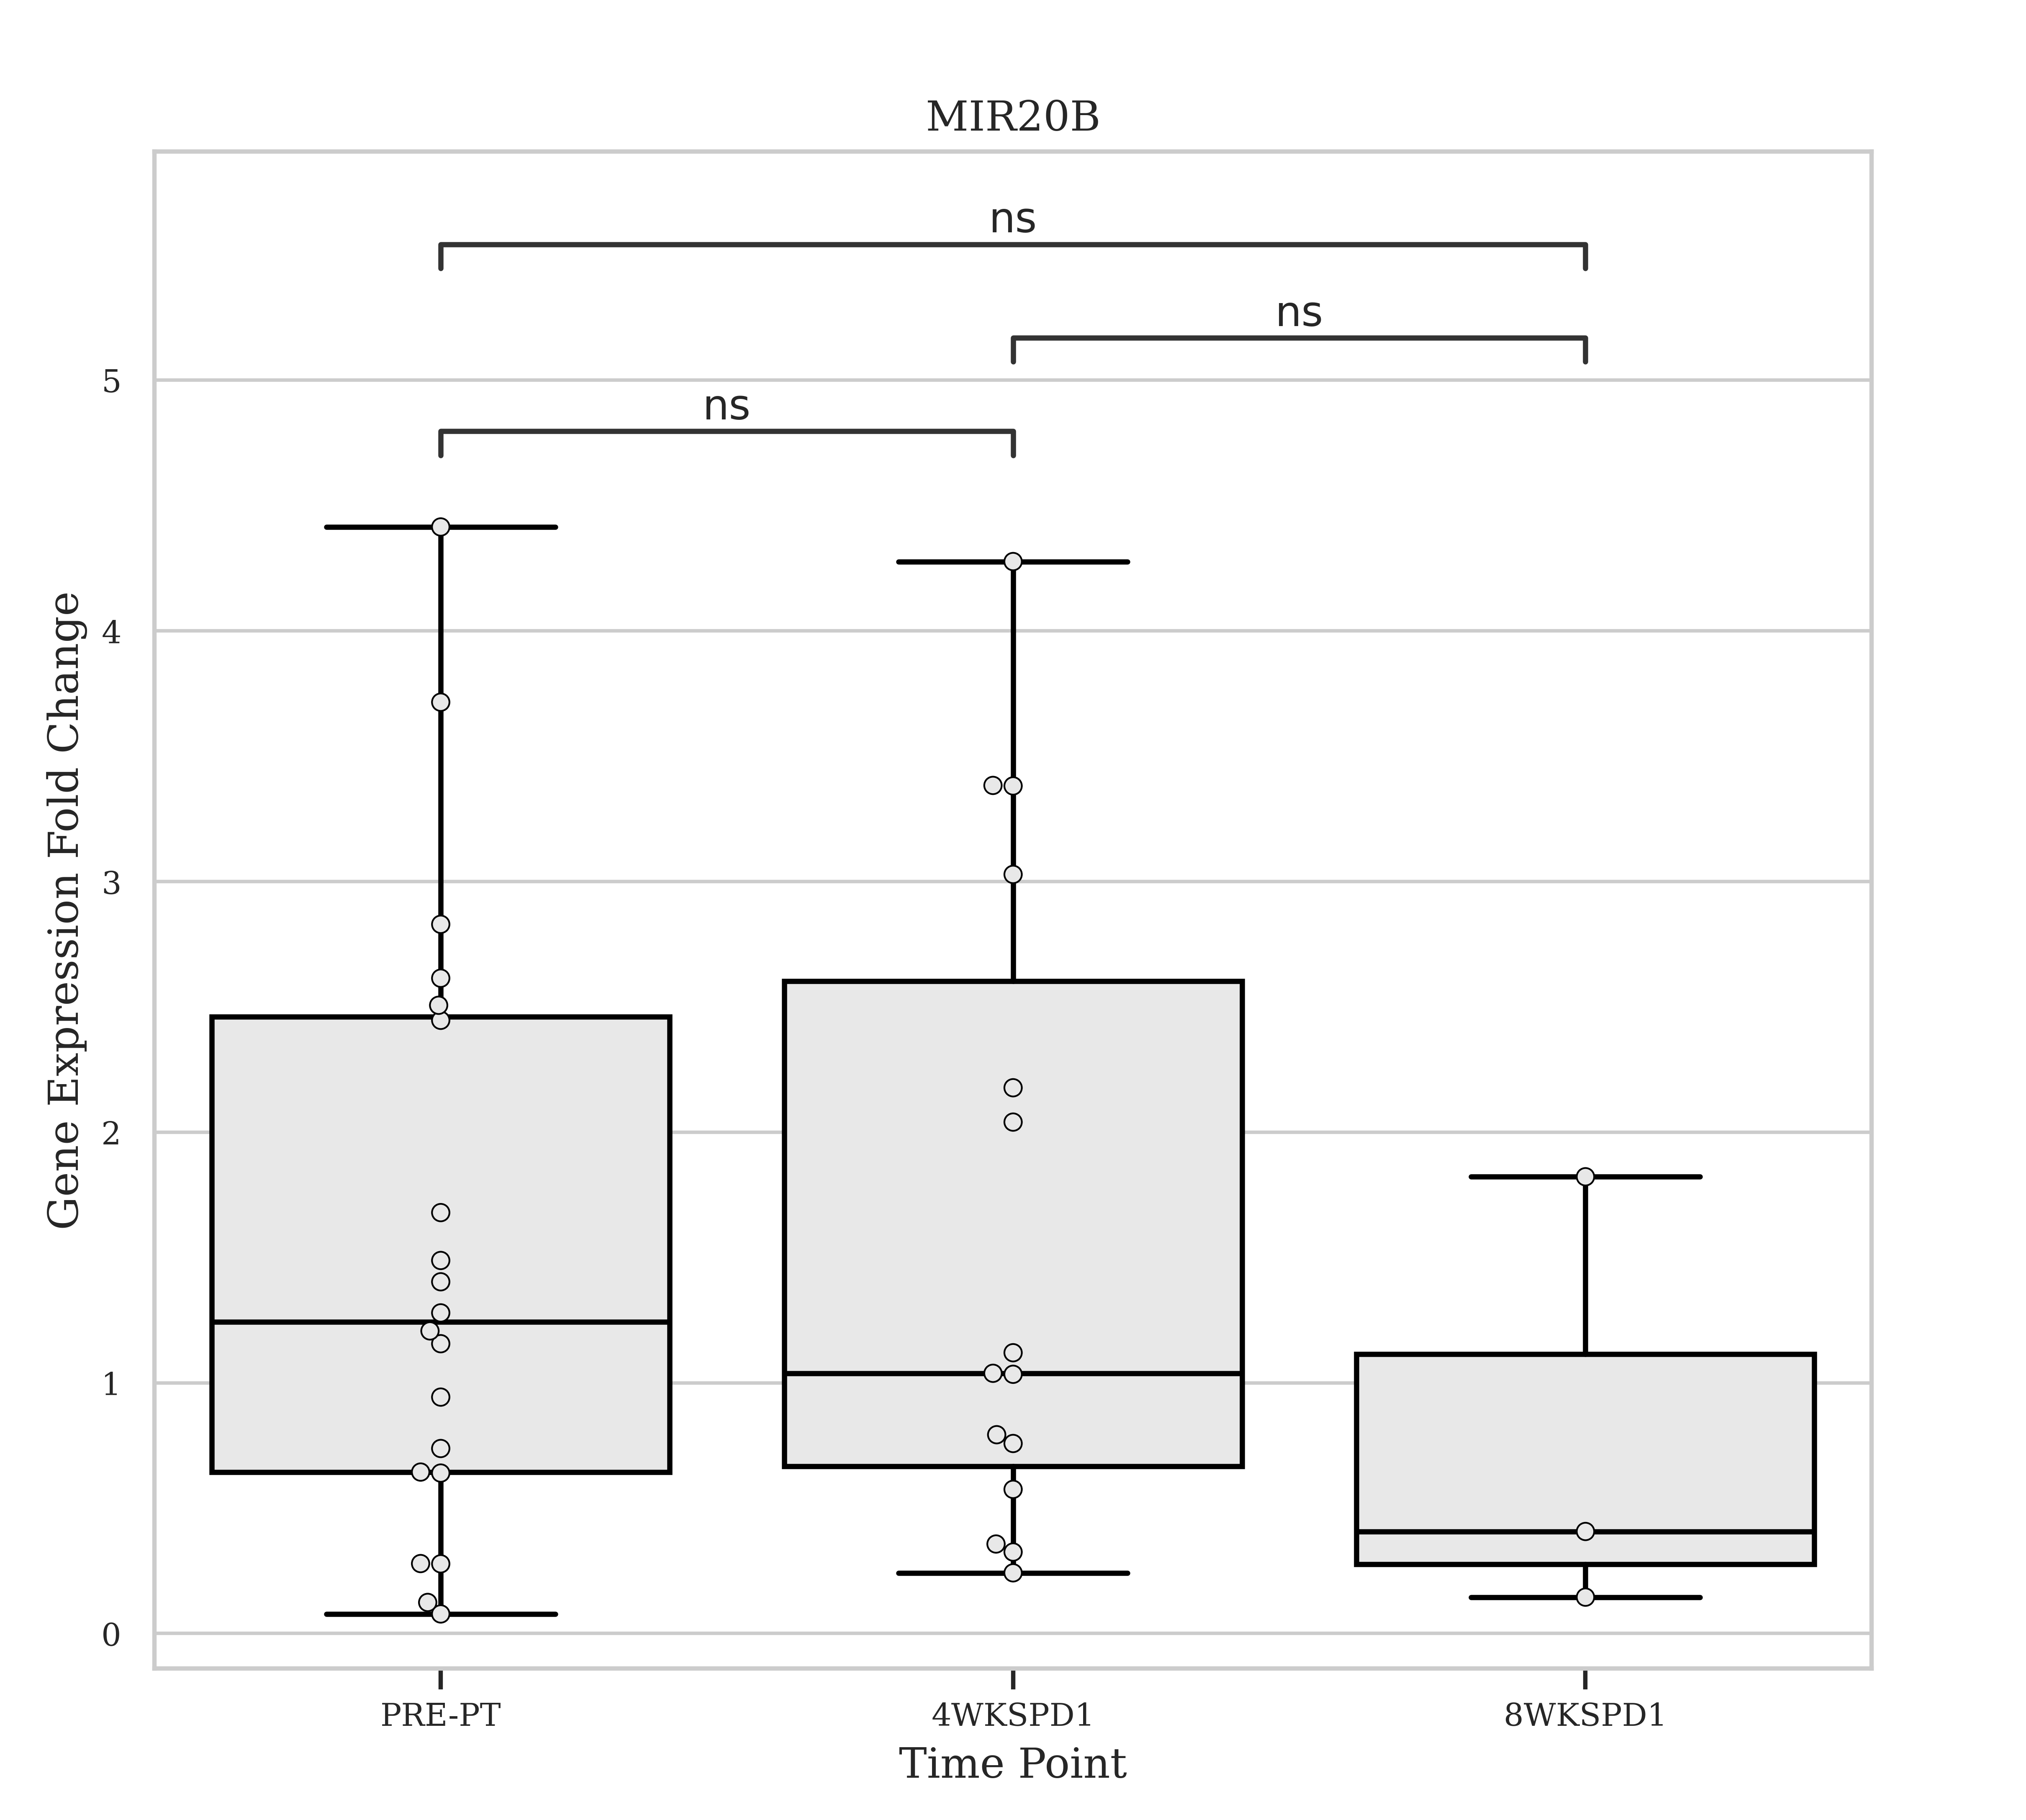 MIR20B
ns
ns
ns
5
4
3
2
1
0
Gene Expression Fold Change
PRE-PT
4WKSPD1
8WKSPD1
Time Point